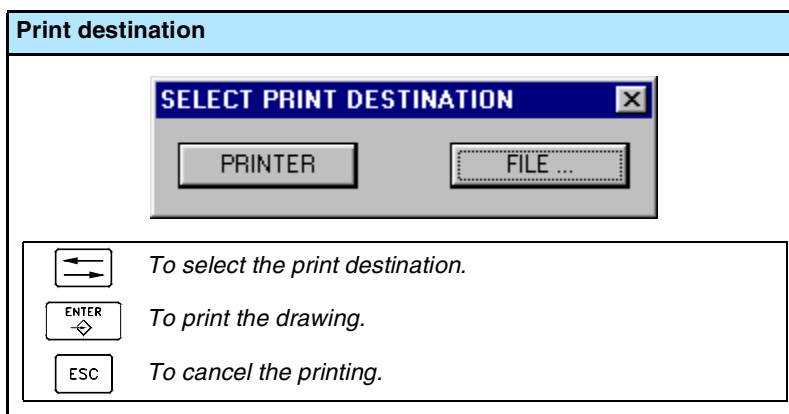 Print destination
SELECT PRINT DESTINATION
PRINTER FILE ...
To select the print destination.
ENTER To print the drawing.
ESC To cancel the printing.